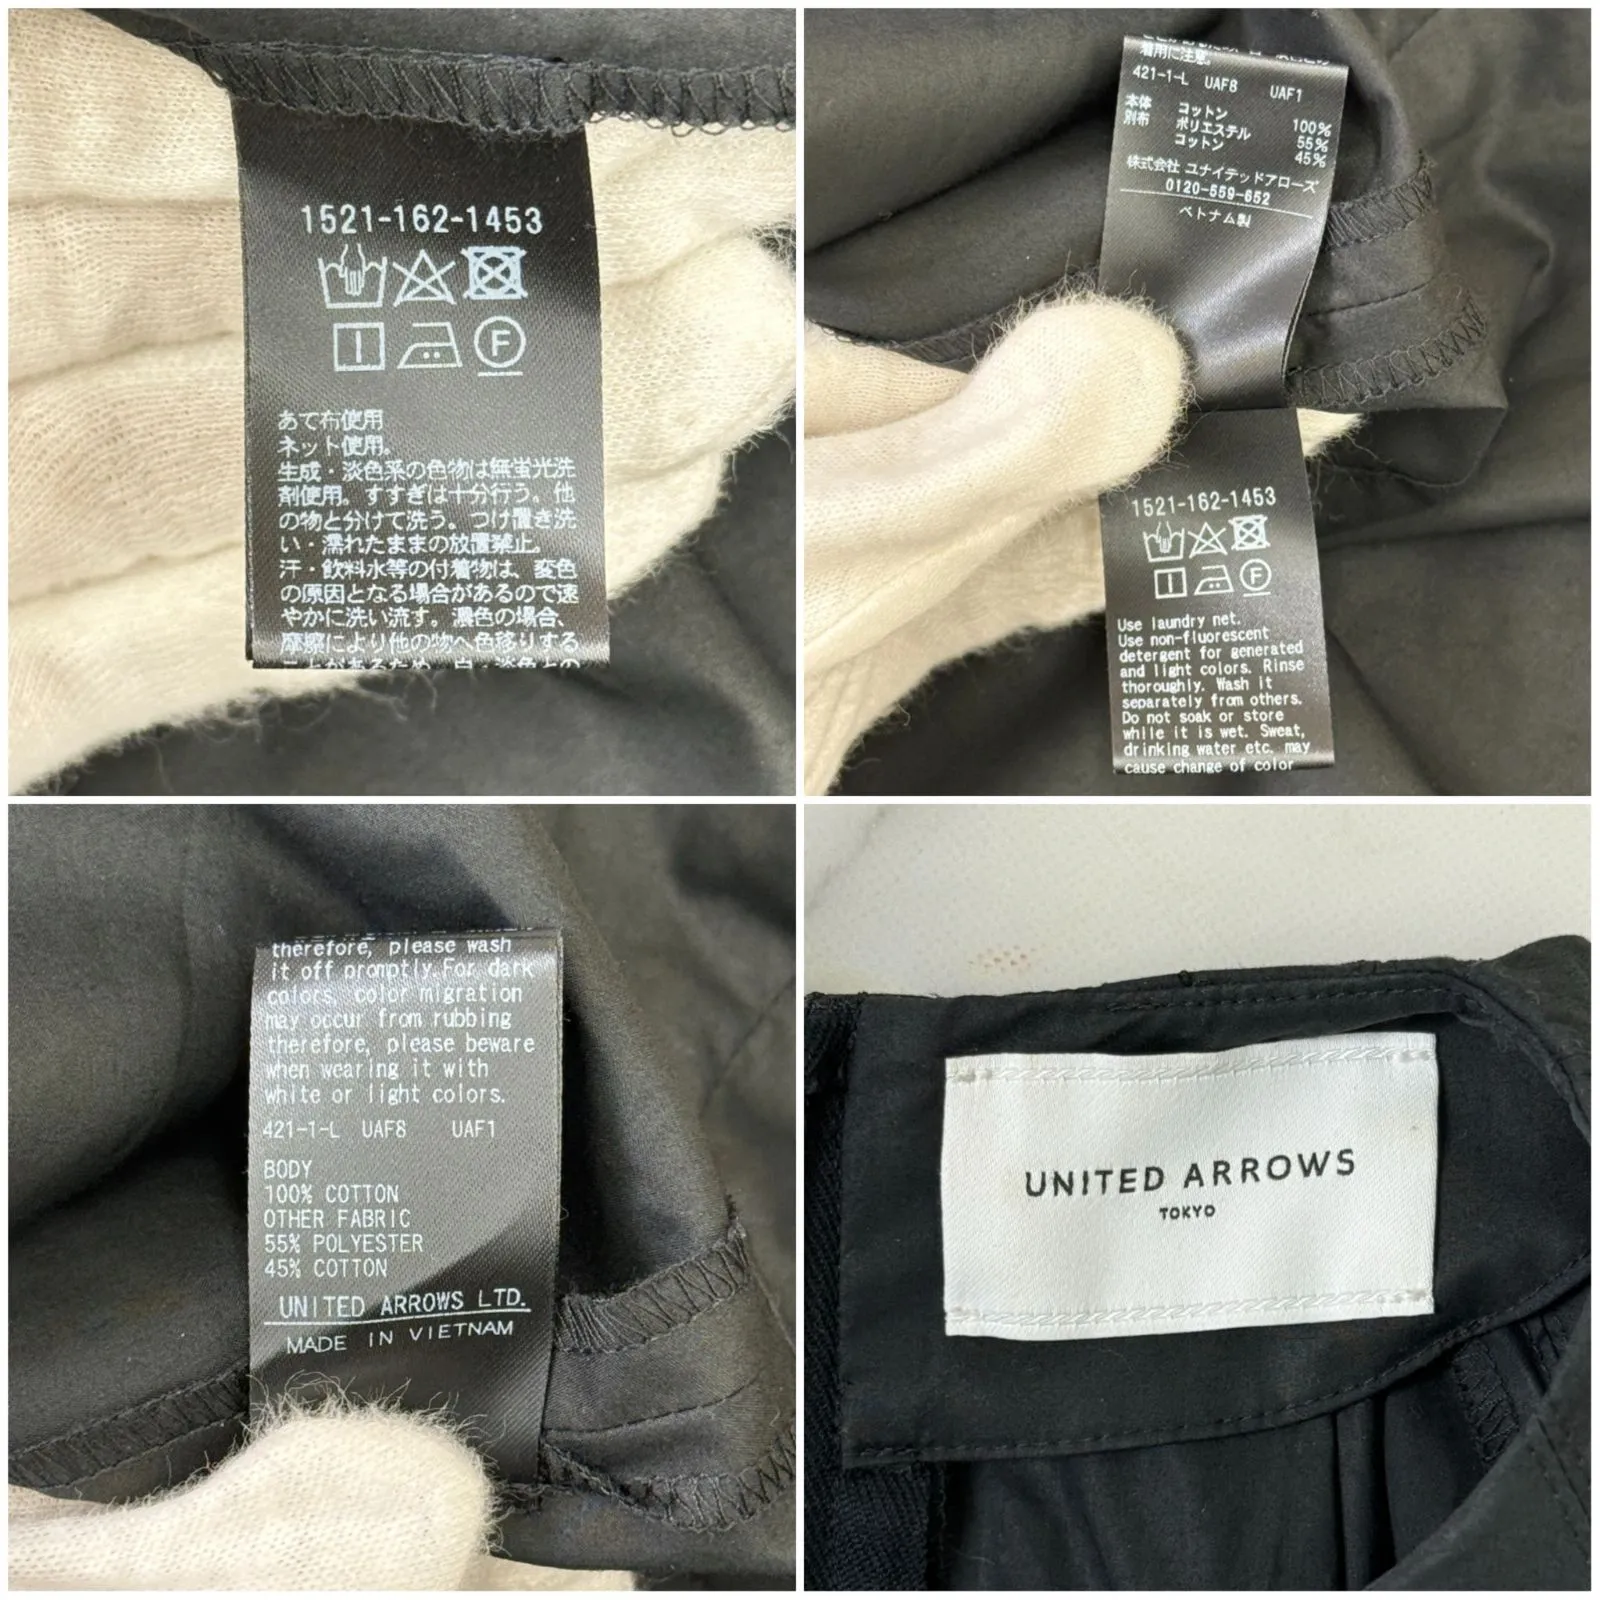 1521-162-1453
F
あて布使用
ネット使用。
生成・淡色系の色物は無蛍光洗
剤使用。すすぎは十分行う。他
の物と分けて洗う。つけ置き洗
い・濡れたままの放置禁止。
汗・飲料水等の付着物は、変色
の原因となる場合があるので速
やかに洗い流す。濃色の場合、
摩擦により他の物へ色移りする
ことがあるため、白・淡色との
着用に注意。
421-1-L UAF8 UAF1
本体 コットン 100%
別布 ポリエステル 55%
コットン 45%
株式会社 ユナイテッドアローズ
0120-559-652
ベトナム製
1521-162-1453
F
Use laundry net.
Use non-fluorescent
detergent for generated
and light colors. Rinse
thoroughly. Wash it
separately from others.
Do not soak or store
while it is wet. Sweat,
drinking water etc. may
cause change of color
therefore, please wash
it off promptly.For dark
colors, color migration
may occur from rubbing
therefore, please beware
when wearing it with
white or light colors.
421-1-L UAF8 UAF1
BODY
100% COTTON
OTHER FABRIC
55% POLYESTER
45% COTTON
UNITED ARROWS LTD.
MADE IN VIETNAM
UNITED ARROWS
TOKYO